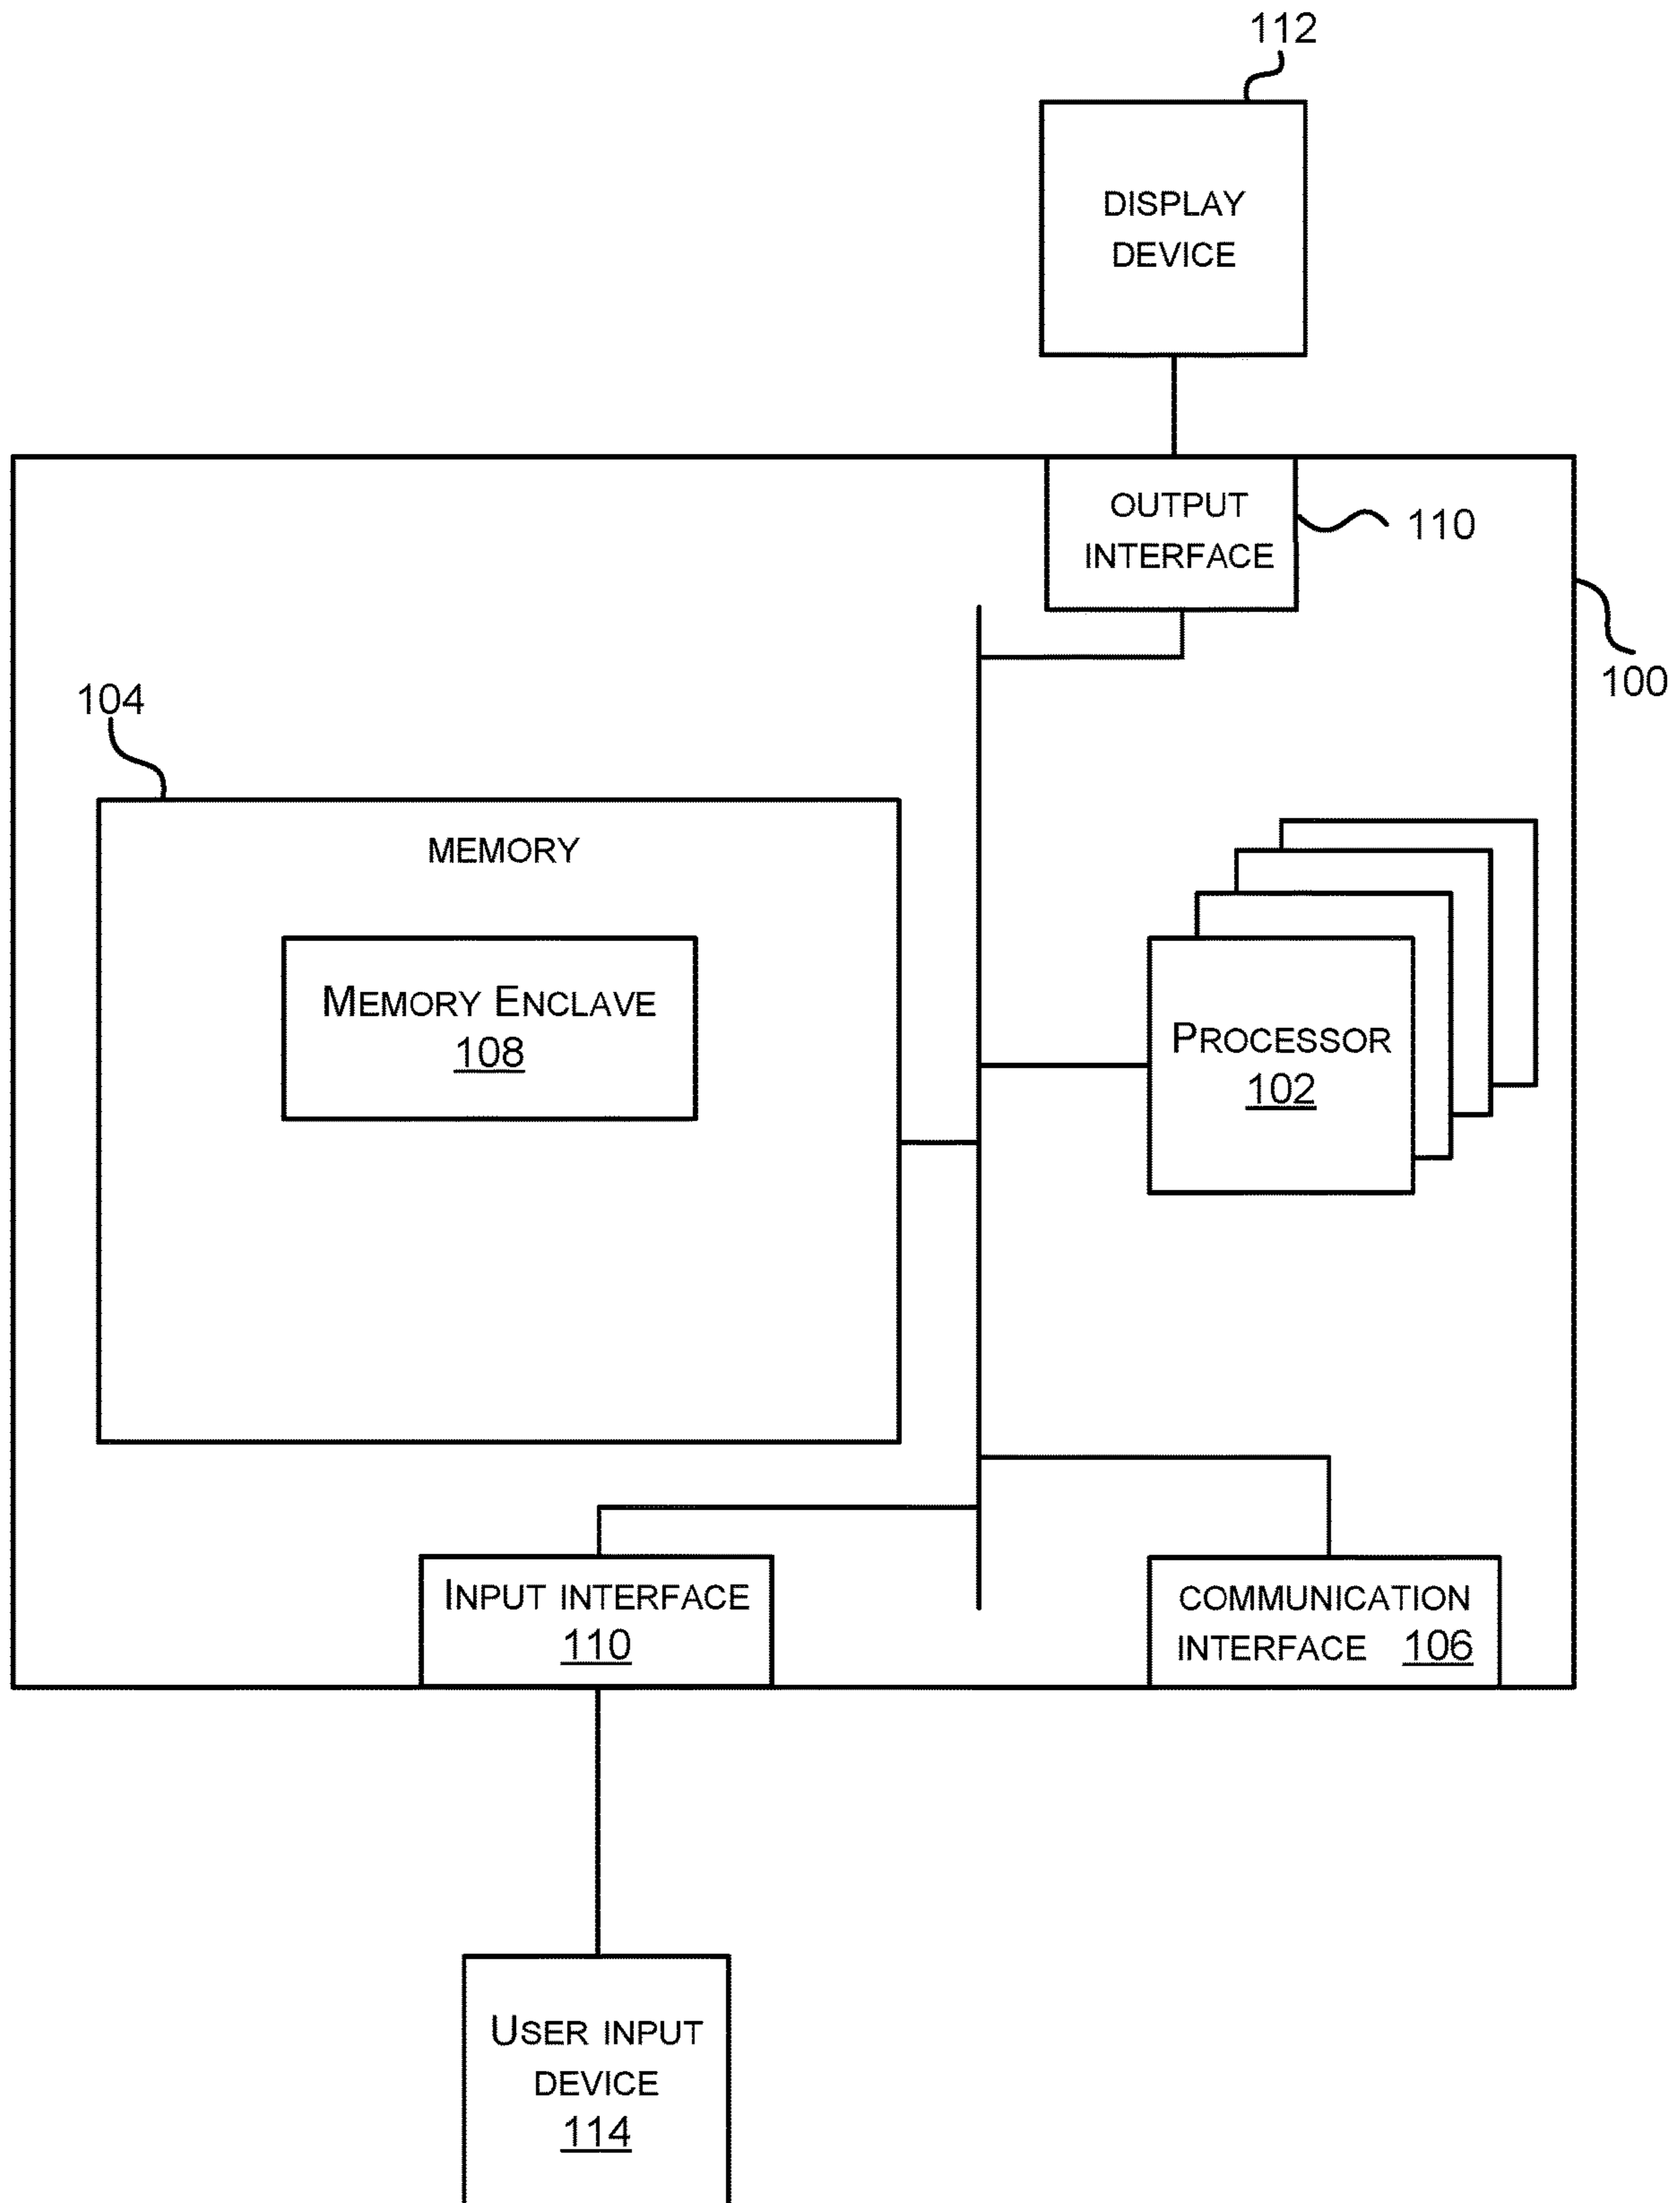 112
DISPLAY
DEVICE
OUTPUT
INTERFACE
110
100
104
MEMORY
MEMORY ENCLAVE
108
PROCESSOR
102
INPUT INTERFACE
110
COMMUNICATION
INTERFACE 106
USER INPUT
DEVICE
114